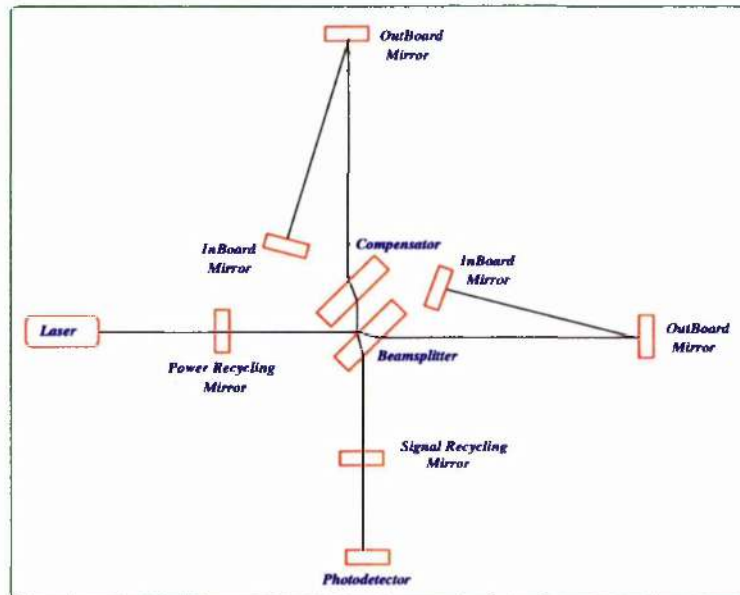 OutBoard
Mirror
InBoard
Mirror
Compensator
InBoard
Mirror
Laser
OutBoard
Mirror
Power Recycling
Mirror
Beamsplitter
Signal Recycling
Mirror
Photodetector